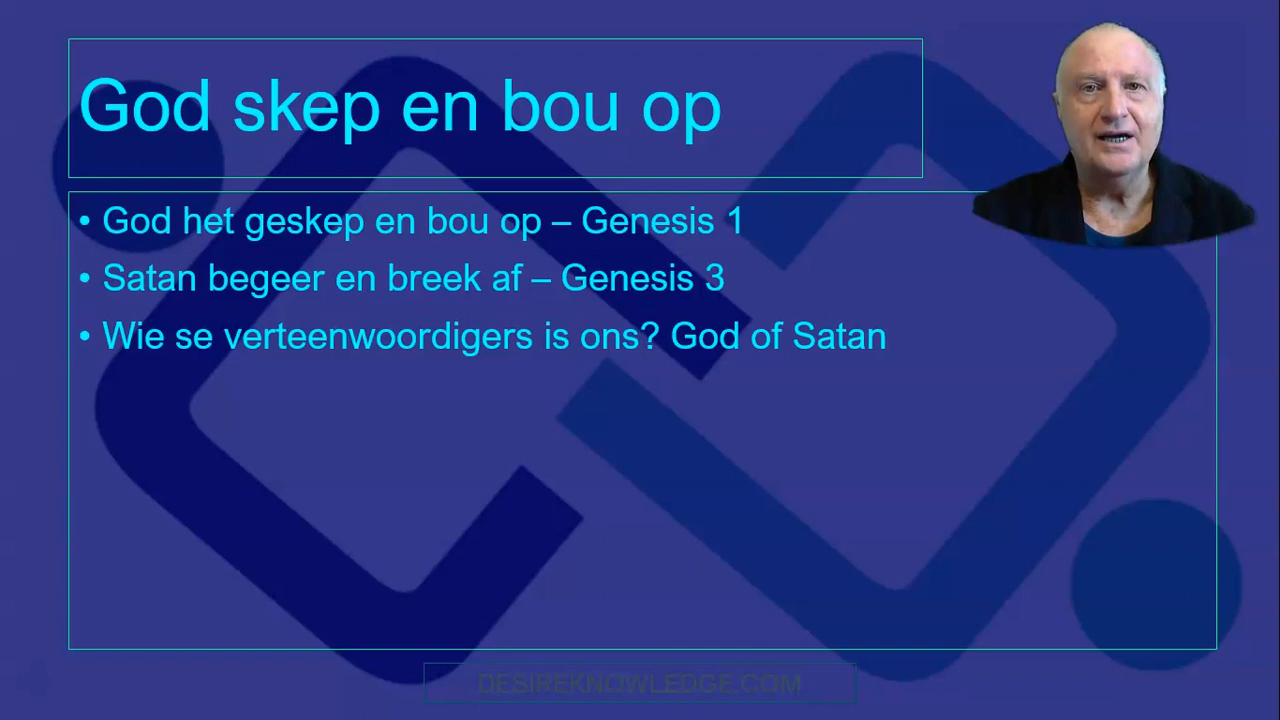 God skep en bou op
• God het geskep en bou op – Genesis 1
• Satan begeer en breek af – Genesis 3
• Wie se verteenwoordigers is ons? God of Satan
DESIREKNOWLEDGE.COM